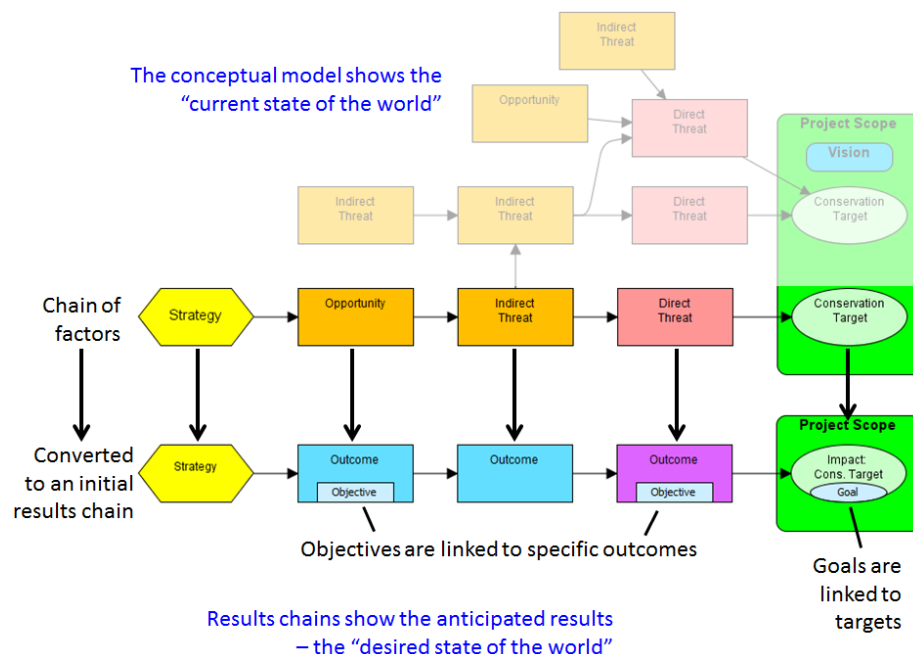 Indirect
Threat
The conceptual model shows the
“current state of the world”
Opportunity
Direct
Threat
Project Scope
Vision
Indirect
Threat
Indirect
Threat
Direct
Threat
Conservation
Target
Chain of
factors
Strategy
Opportunity
Indirect
Threat
Direct
Threat
Conservation
Target
Converted
to an initial
results chain
Strategy
Outcome
Objective
Outcome
Outcome
Objective
Project Scope
Impact:
Cons. Target
Goal
Objectives are linked to specific outcomes
Goals are
linked to
targets
Results chains show the anticipated results
– the “desired state of the world”